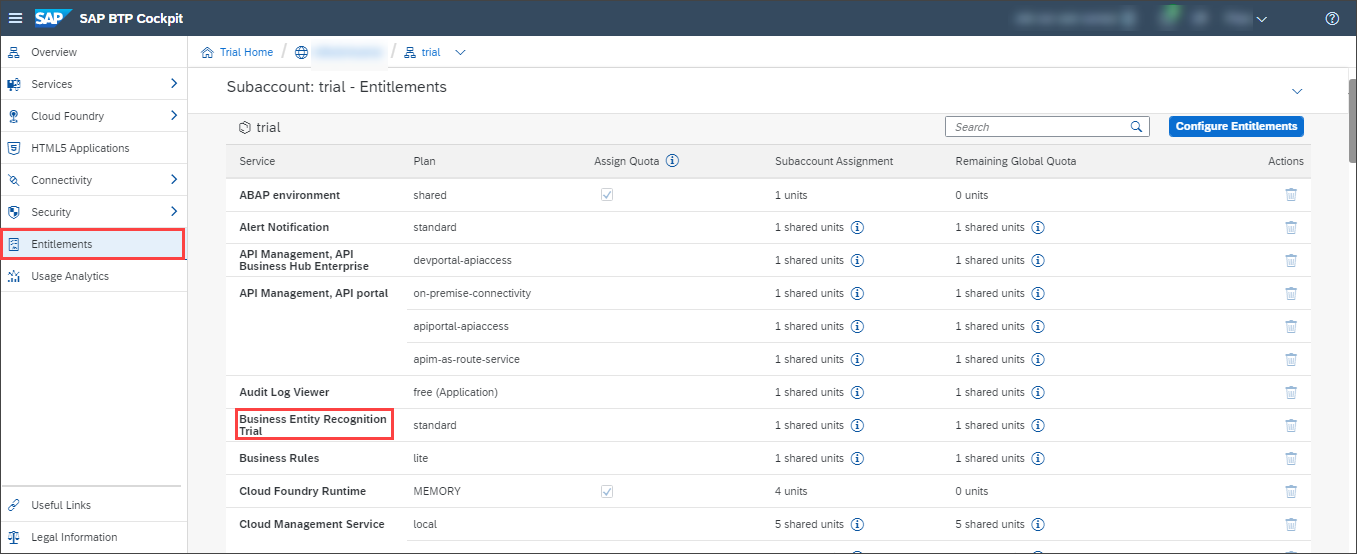 SAP SAP BTP Cockpit
Overview
Services
Cloud Foundry
HTML5 Applications
Connectivity
Security
Entitlements
Usage Analytics
Useful Links
Legal Information
Trial Home / / trial
Subaccount: trial - Entitlements
trial
Search
Configure Entitlements
Service Plan Assign Quota Subaccount Assignment Remaining Global Quota Actions
ABAP environment shared 1 units 0 units
Alert Notification standard 1 shared units 1 shared units
API Management, API
Business Hub Enterprise devportal-apiaccess 1 shared units 1 shared units
API Management, API portal on-premise-connectivity 1 shared units 1 shared units
apiportal-apiaccess 1 shared units 1 shared units
apim-as-route-service 1 shared units 1 shared units
Audit Log Viewer free (Application) 1 shared units 1 shared units
Business Entity Recognition
Trial standard 1 shared units 1 shared units
Business Rules lite 1 shared units 1 shared units
Cloud Foundry Runtime MEMORY 4 units 0 units
Cloud Management Service local 5 shared units 5 shared units